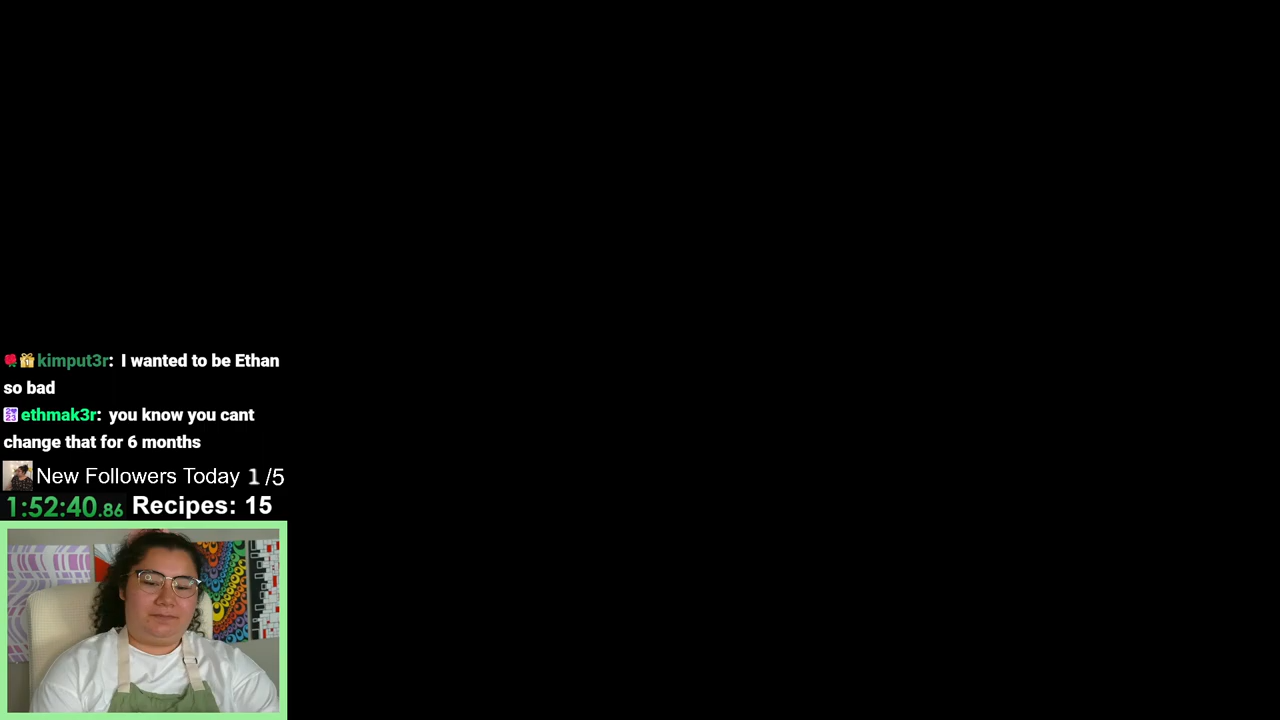 kimput3r: I wanted to be Ethan
so bad
ethmak3r: you know you cant
change that for 6 months
New Followers Today 1 /5
1:52:40.86 Recipes: 15